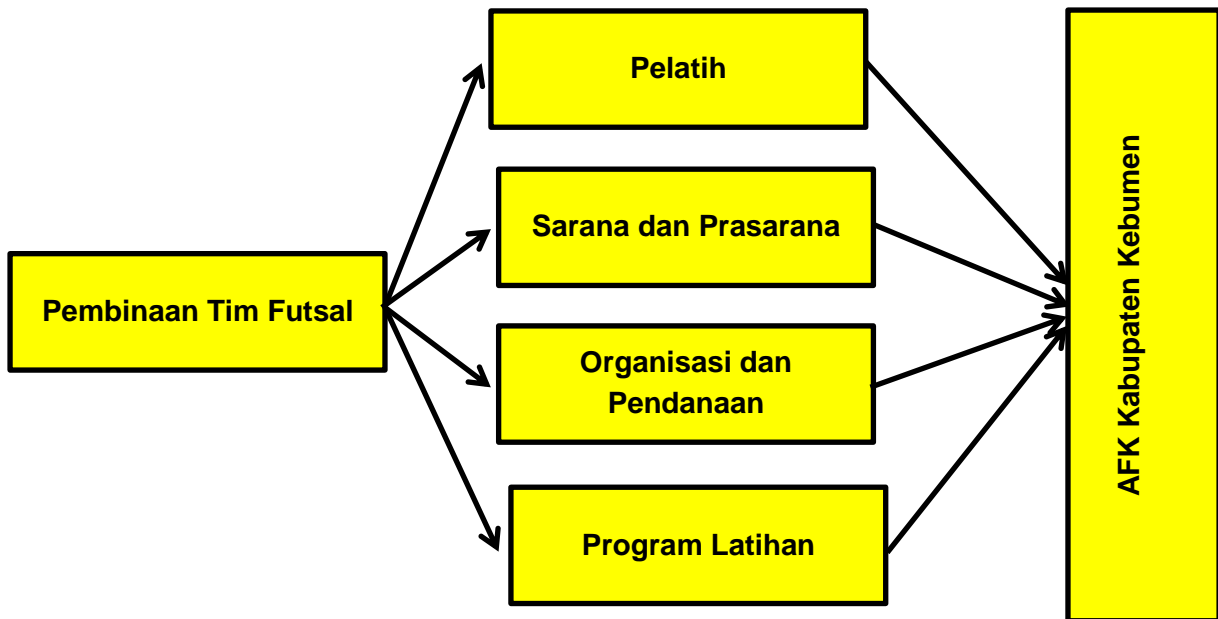 Pelatih
Sarana dan Prasarana
Pembinaan Tim Futsal
Organisasi dan
Pendanaan
Program Latihan
AFK Kabupaten Kebumen